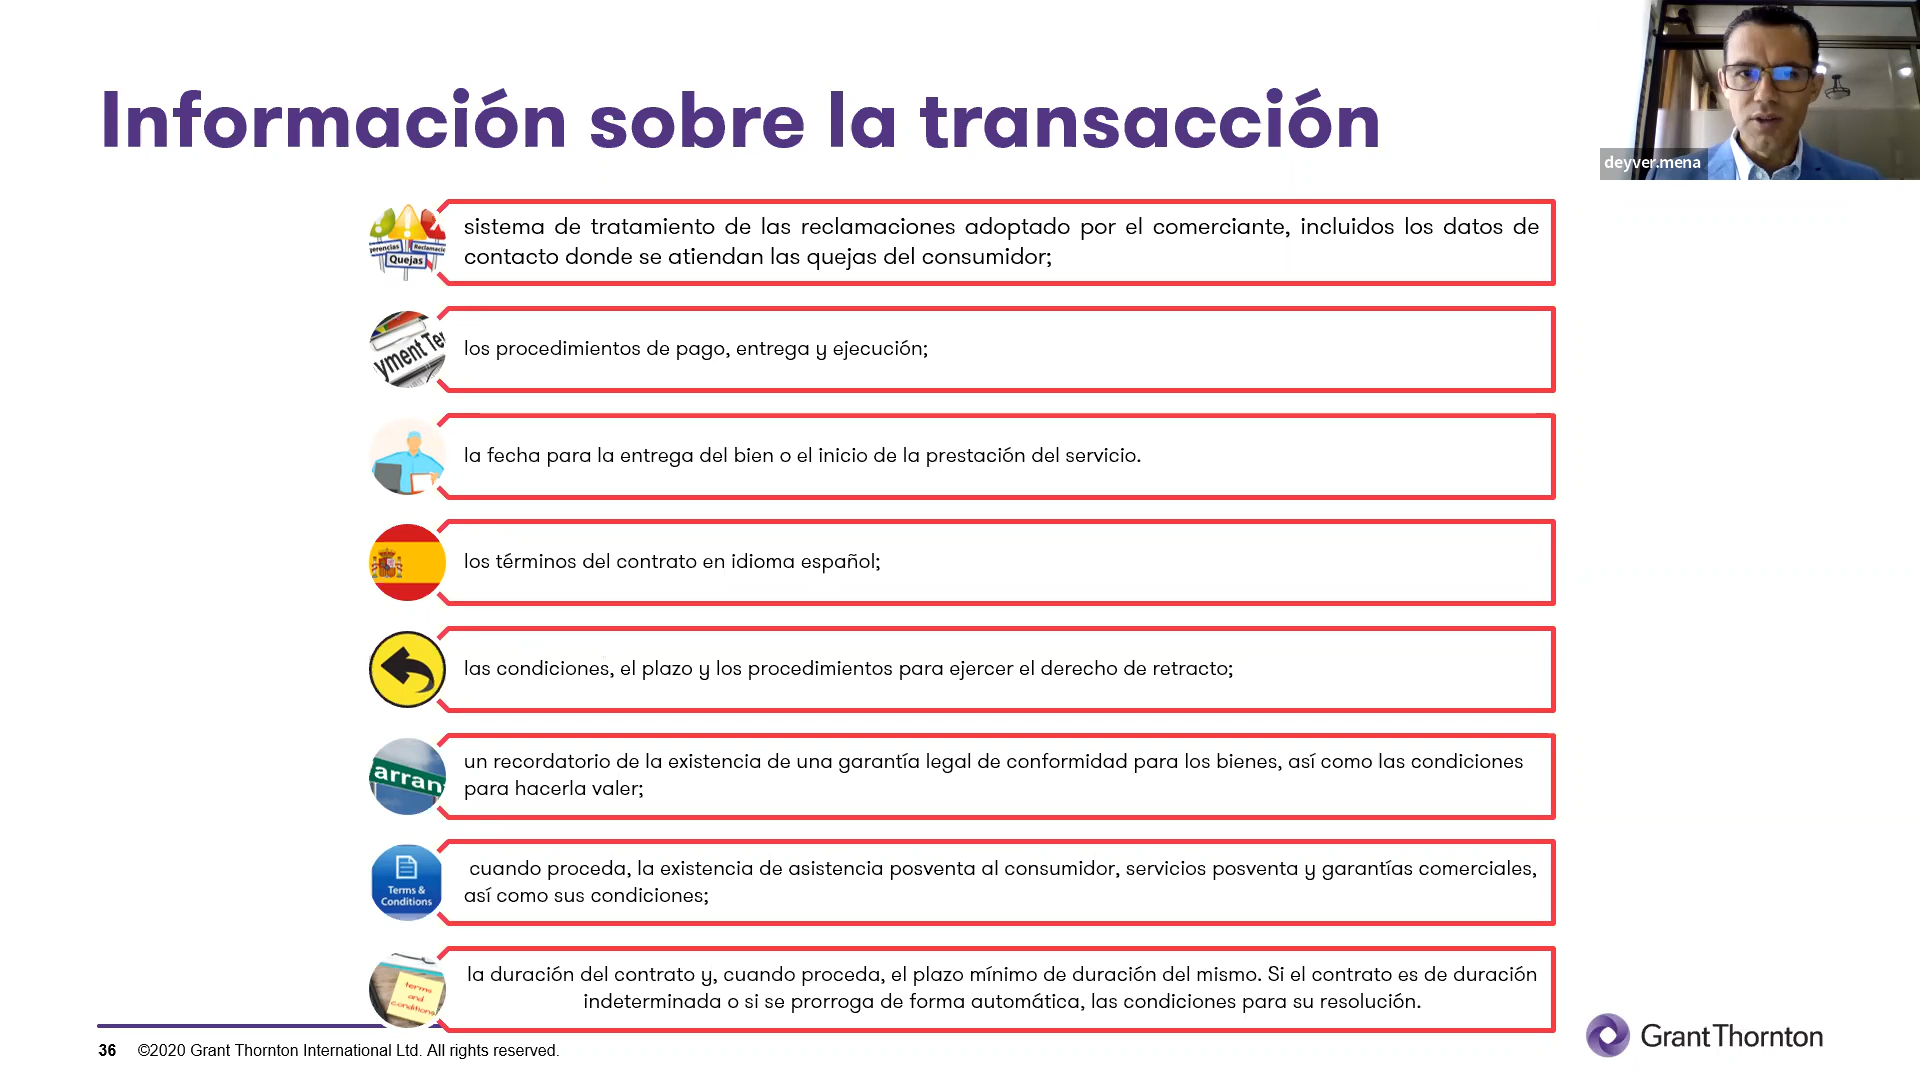 Información sobre la transacción
deyver.mena
Quejas
sistema de tratamiento de las reclamaciones adoptado por el comerciante, incluidos los datos de
contacto donde se atiendan las quejas del consumidor;
yment Te
los procedimientos de pago, entrega y ejecución;
la fecha para la entrega del bien o el inicio de la prestación del servicio.
los términos del contrato en idioma español;
las condiciones, el plazo y los procedimientos para ejercer el derecho de retracto;
arran
un recordatorio de la existencia de una garantía legal de conformidad para los bienes, así como las condiciones
para hacerla valer;
Terms &
Conditions
cuando proceda, la existencia de asistencia posventa al consumidor, servicios posventa y garantías comerciales,
así como sus condiciones;
terms
and
conditions
la duración del contrato y, cuando proceda, el plazo mínimo de duración del mismo. Si el contrato es de duración
indeterminada o si se prorroga de forma automática, las condiciones para su resolución.
36 ©2020 Grant Thornton International Ltd. All rights reserved.
Grant Thornton